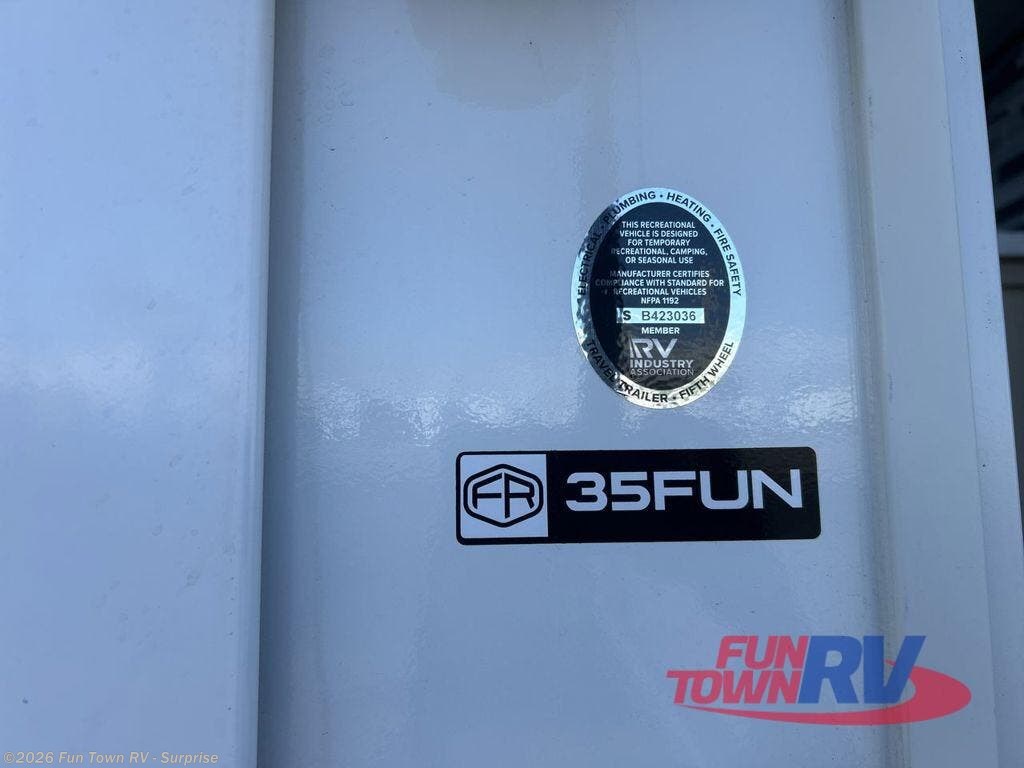 ELECTRICAL • PLUMBING • HEATING • FIRE SAFETY
THIS RECREATIONAL
VEHICLE IS DESIGNED
FOR TEMPORARY
RECREATIONAL, CAMPING,
OR SEASONAL USE
MANUFACTURER CERTIFIES
COMPLIANCE WITH STANDARD FOR
RECREATIONAL VEHICLES
NFPA 1192
S B423036
MEMBER
RV
INDUSTRY
ASSOCIATION
TRAVEL TRAILER • FIFTH WHEEL
FR 35FUN
FUN
TOWN RV
©2026 Fun Town RV - Surprise